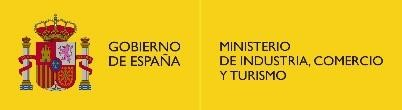 GOBIERNO
DE ESPAÑA
MINISTERIO
DE INDUSTRIA, COMERCIO
Y TURISMO